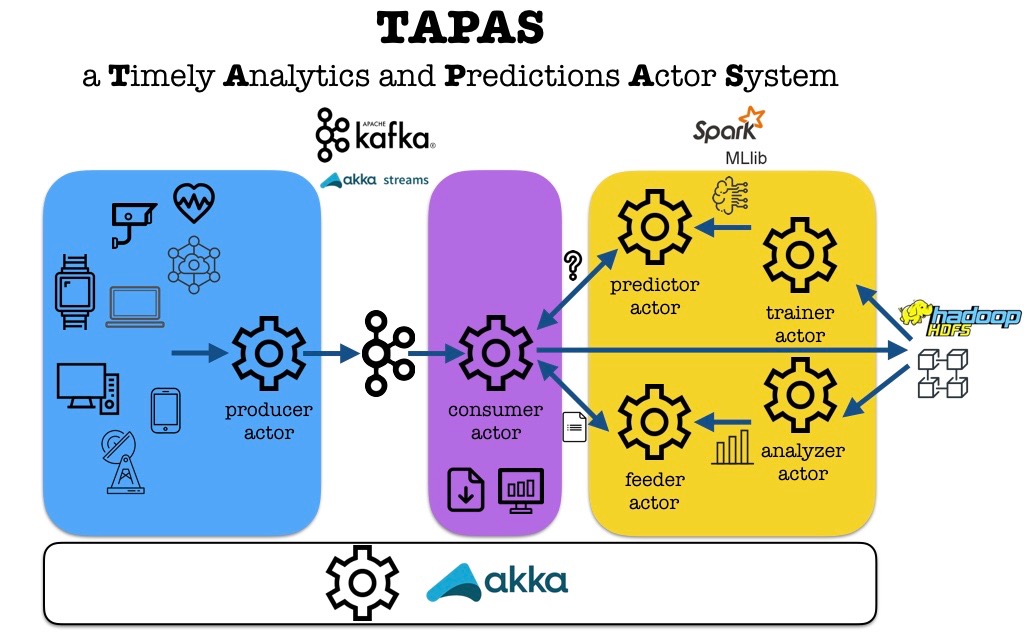 TAPAS
a Timely Analytics and Predictions Actor System
APACHE
kafka®
akka streams
Spark
MLlib
predictor
actor
trainer
actor
hadoop
HDFS
?
producer
actor
consumer
actor
feeder
actor
analyzer
actor
akka